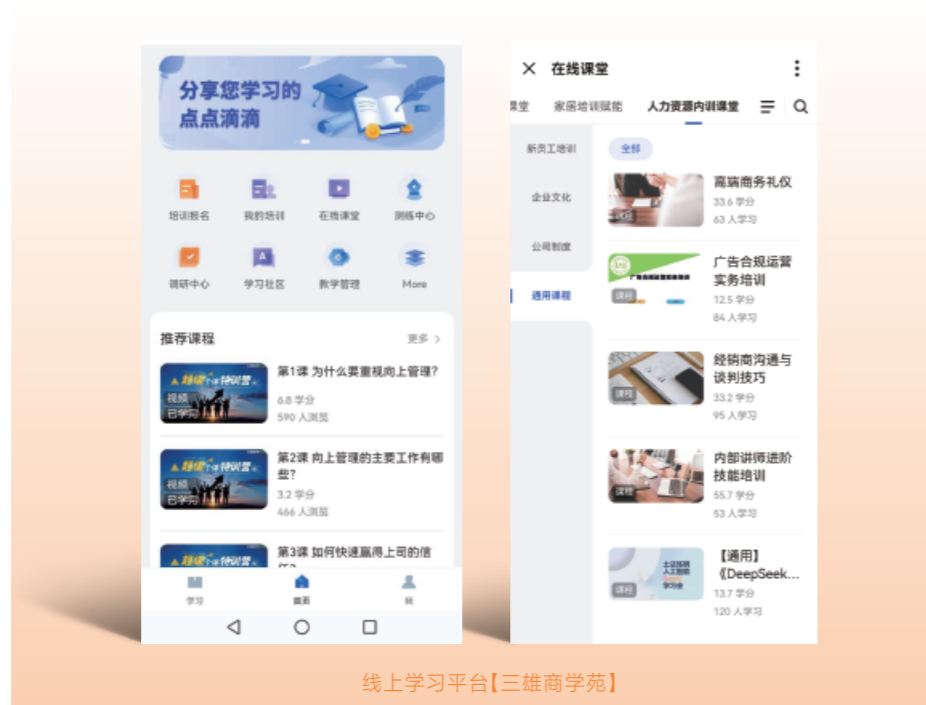 分享您学习的
点点滴滴
培训报名
我的培训
在线课堂
测练中心
调研中心
学习社区
教学管理
More
推荐课程
更多
特训营
视频
已学习
第1课 为什么要重视向上管理?
6.8 学分
590 人浏览
特训营
视频
已学习
第2课 向上管理的主要工作有哪
些?
3.2 学分
466 人浏览
特训营
第3课 如何快速赢得上司的信
学习
首页
我
在线课堂
课堂
家居培训赋能
人力资源内训课堂
新员工培训
企业文化
公司制度
通用课程
全部
课程
高端商务礼仪
33.6 学分
63 人学习
课程
广告合规运营
实务培训
12.5 学分
84 人学习
课程
经销商沟通与
谈判技巧
33.2 学分
95 人学习
课程
内部讲师进阶
技能培训
55.7 学分
53 人学习
课程
【通用】
《DeepSeek...
13.7 学分
120 人学习
线上学习平台【三雄商学苑】